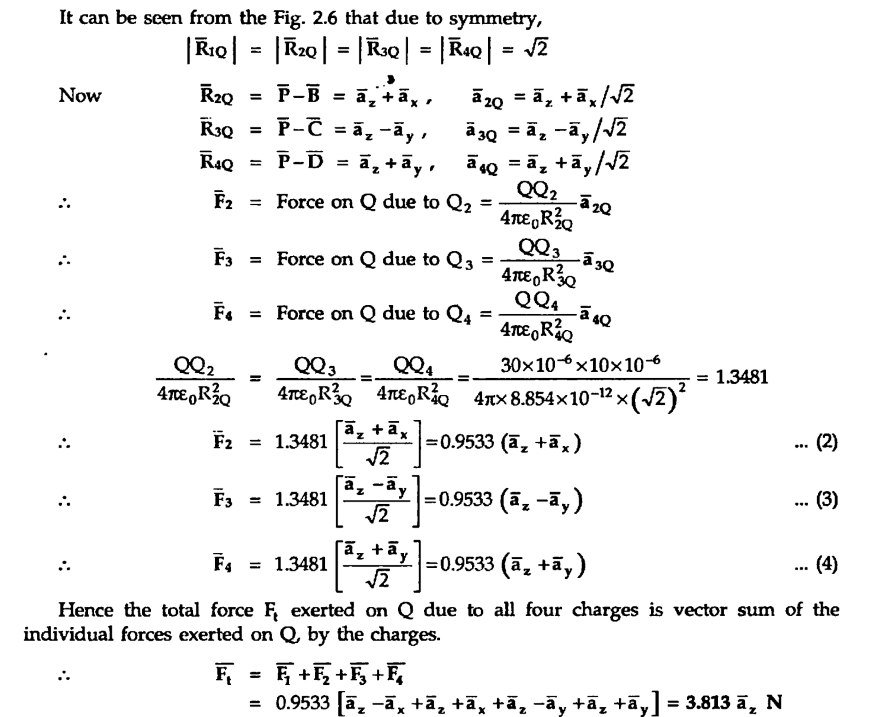 It can be seen from the Fig. 2.6 that due to symmetry,
|R̄1Q| = |R̄2Q| = |R̄3Q| = |R̄4Q| = √2
Now R̄2Q = P̄−B̄ = āz + āx , ā2Q = āz + āx/√2
R̄3Q = P̄−C̄ = āz − āy , ā3Q = āz − āy/√2
R̄4Q = P̄−D̄ = āz + āy , ā4Q = āz + āy/√2
∴ F̄2 = Force on Q due to Q2 = QQ2/4πε0R²2Q ā2Q
∴ F̄3 = Force on Q due to Q3 = QQ3/4πε0R²3Q ā3Q
∴ F̄4 = Force on Q due to Q4 = QQ4/4πε0R²4Q ā4Q
QQ2/4πε0R²2Q = QQ3/4πε0R²3Q = QQ4/4πε0R²4Q = 30×10⁻⁶×10×10⁻⁶/4π×8.854×10⁻¹²×(√2)² = 1.3481
∴ F̄2 = 1.3481 [āz + āx/√2] = 0.9533 (āz + āx) ... (2)
∴ F̄3 = 1.3481 [āz − āy/√2] = 0.9533 (āz − āy) ... (3)
∴ F̄4 = 1.3481 [āz + āy/√2] = 0.9533 (āz + āy) ... (4)
Hence the total force Ft exerted on Q due to all four charges is vector sum of the
individual forces exerted on Q, by the charges.
∴ F̄t = F̄1 + F̄2 + F̄3 + F̄4
= 0.9533 [āz − āx + āz + āx + āz − āy + āz + āy] = 3.813 āz N